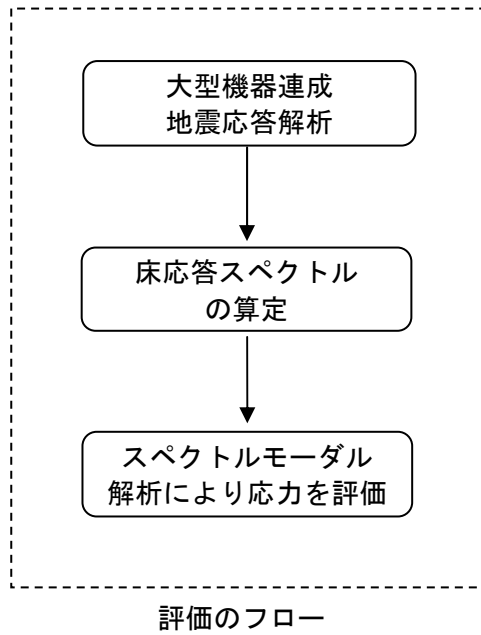 大型機器連成
地震応答解析
床応答スペクトル
の算定
スペクトルモーダル
解析により応力を評価
評価のフロー